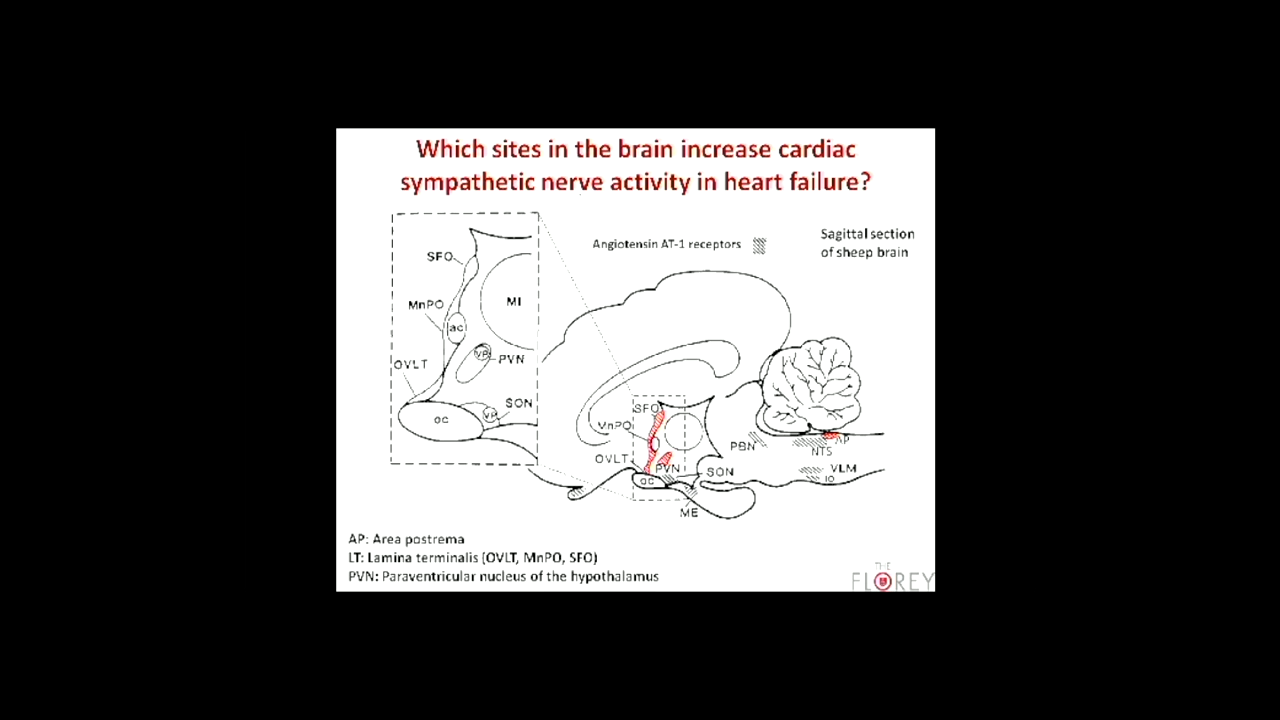 Which sites in the brain increase cardiac
sympathetic nerve activity in heart failure?
Angiotensin AT-1 receptors
Sagittal section
of sheep brain
SFO
MnPO
ac
MI
OVLT
VP
PVN
SON
VP
oc
SFO
MnPO
OVLT
PVN
oc
SON
ME
PBN
AP
NTS
VLM
IO
AP: Area postrema
LT: Lamina terminalis (OVLT, MnPO, SFO)
PVN: Paraventricular nucleus of the hypothalamus
THE
FLOREY